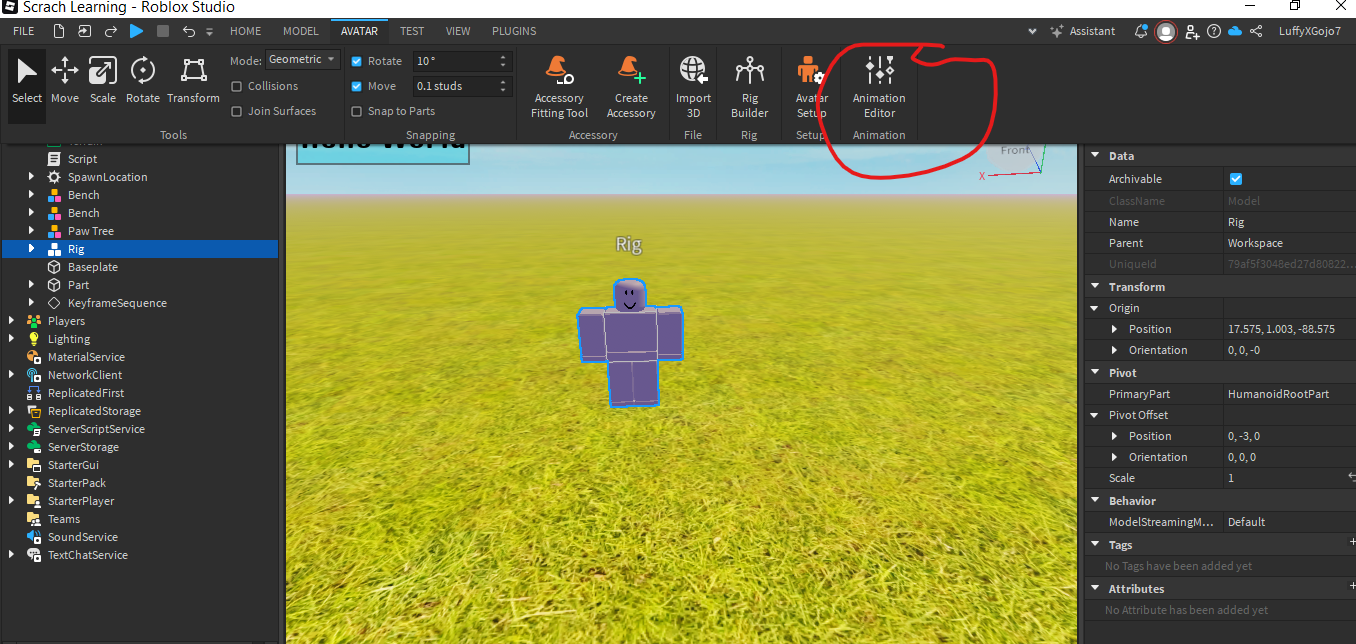 Scrach Learning - Roblox Studio
FILE HOME MODEL AVATAR TEST VIEW PLUGINS Assistant LuffyXGojo7
Select
Move
Scale
Rotate
Transform
Mode: Geometric
Collisions
Join Surfaces
Tools
Rotate 10°
Move 0.1 studs
Snap to Parts
Snapping
Accessory
Fitting Tool
Create
Accessory
Accessory
Import
3D
File
Rig
Builder
Rig
Avatar
Setup
Setup
Animation
Editor
Animation
Terrain
Script
SpawnLocation
Bench
Bench
Paw Tree
Rig
Baseplate
Part
KeyframeSequence
Players
Lighting
MaterialService
NetworkClient
ReplicatedFirst
ReplicatedStorage
ServerScriptService
ServerStorage
StarterGui
StarterPack
StarterPlayer
Teams
SoundService
TextChatService
Hello World
Front
X
Rig
Data
Archivable
ClassName Model
Name Rig
Parent Workspace
UniqueId 79af5f3048ed27d80822...
Transform
Origin
Position 17.575, 1.003, -88.575
Orientation 0, 0, -0
Pivot
PrimaryPart HumanoidRootPart
Pivot Offset
Position 0, -3, 0
Orientation 0, 0, 0
Scale 1
Behavior
ModelStreamingM... Default
Tags
No Tags have been added yet
Attributes
No Attribute has been added yet